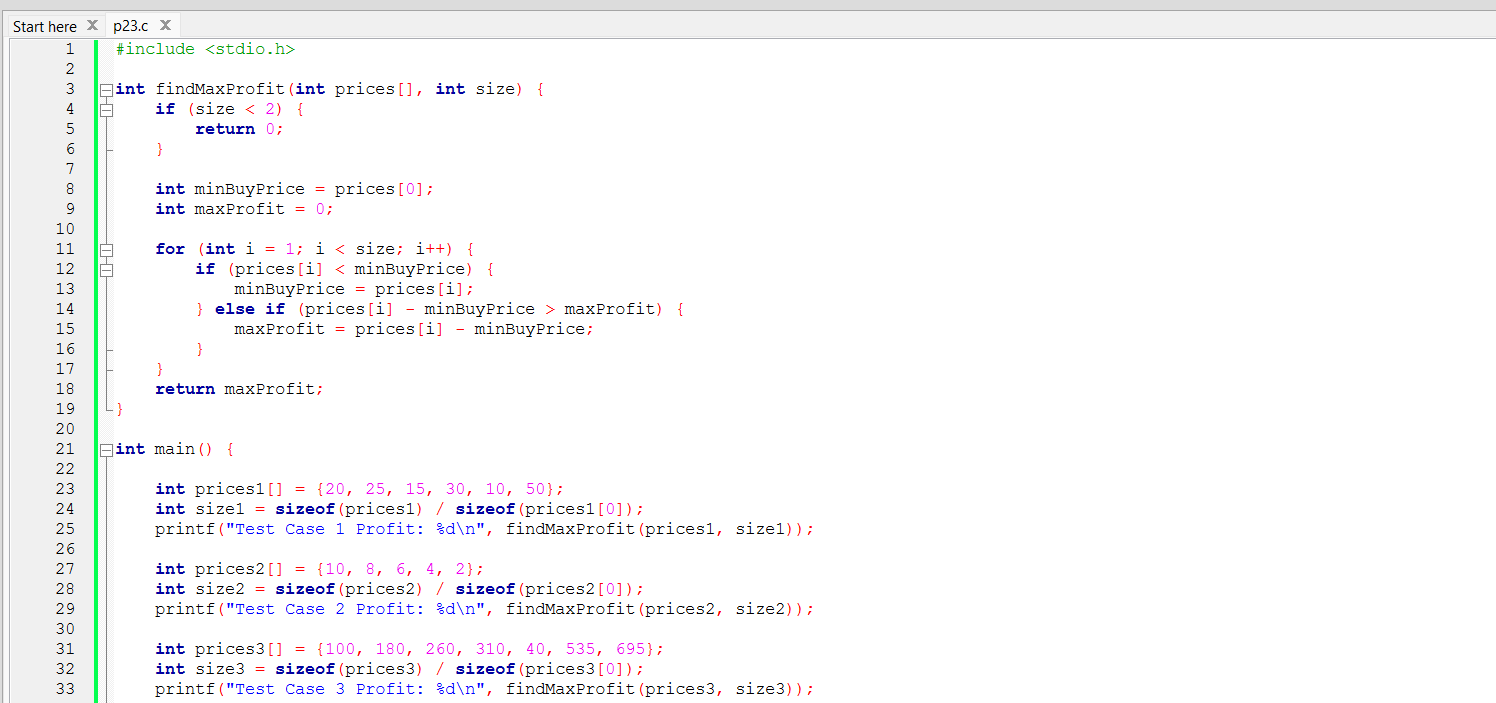 Start here X p23.c X
1 #include <stdio.h>
2
3 int findMaxProfit(int prices[], int size) {
4     if (size < 2) {
5         return 0;
6     }
7
8     int minBuyPrice = prices[0];
9     int maxProfit = 0;
10
11     for (int i = 1; i < size; i++) {
12         if (prices[i] < minBuyPrice) {
13             minBuyPrice = prices[i];
14         } else if (prices[i] - minBuyPrice > maxProfit) {
15             maxProfit = prices[i] - minBuyPrice;
16         }
17     }
18     return maxProfit;
19 }
20
21 int main() {
22
23     int prices1[] = {20, 25, 15, 30, 10, 50};
24     int size1 = sizeof(prices1) / sizeof(prices1[0]);
25     printf("Test Case 1 Profit: %d\n", findMaxProfit(prices1, size1));
26
27     int prices2[] = {10, 8, 6, 4, 2};
28     int size2 = sizeof(prices2) / sizeof(prices2[0]);
29     printf("Test Case 2 Profit: %d\n", findMaxProfit(prices2, size2));
30
31     int prices3[] = {100, 180, 260, 310, 40, 535, 695};
32     int size3 = sizeof(prices3) / sizeof(prices3[0]);
33     printf("Test Case 3 Profit: %d\n", findMaxProfit(prices3, size3));